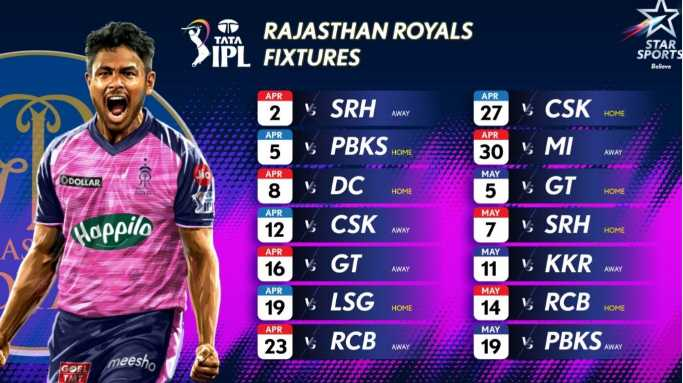 TATA
IPL
RAJASTHAN ROYALS
FIXTURES
STAR
SPORTS
Believe
APR 2 VS SRH AWAY
APR 5 VS PBKS HOME
APR 8 VS DC HOME
APR 12 VS CSK AWAY
APR 16 VS GT AWAY
APR 19 VS LSG HOME
APR 23 VS RCB AWAY
APR 27 VS CSK HOME
APR 30 VS MI AWAY
MAY 5 VS GT HOME
MAY 7 VS SRH HOME
MAY 11 VS KKR AWAY
MAY 14 VS RCB HOME
MAY 19 VS PBKS AWAY
DOLLAR
Jio
Happilo
GOEL
TMT
meesho